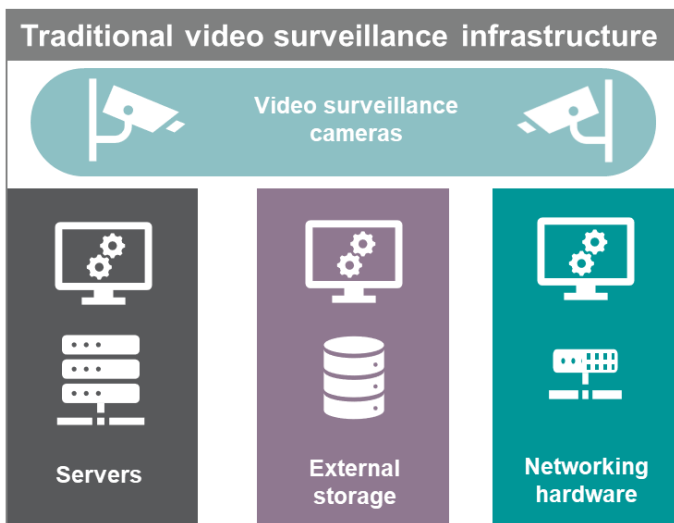 Traditional video surveillance infrastructure
Video surveillance
cameras
Servers
External
storage
Networking
hardware